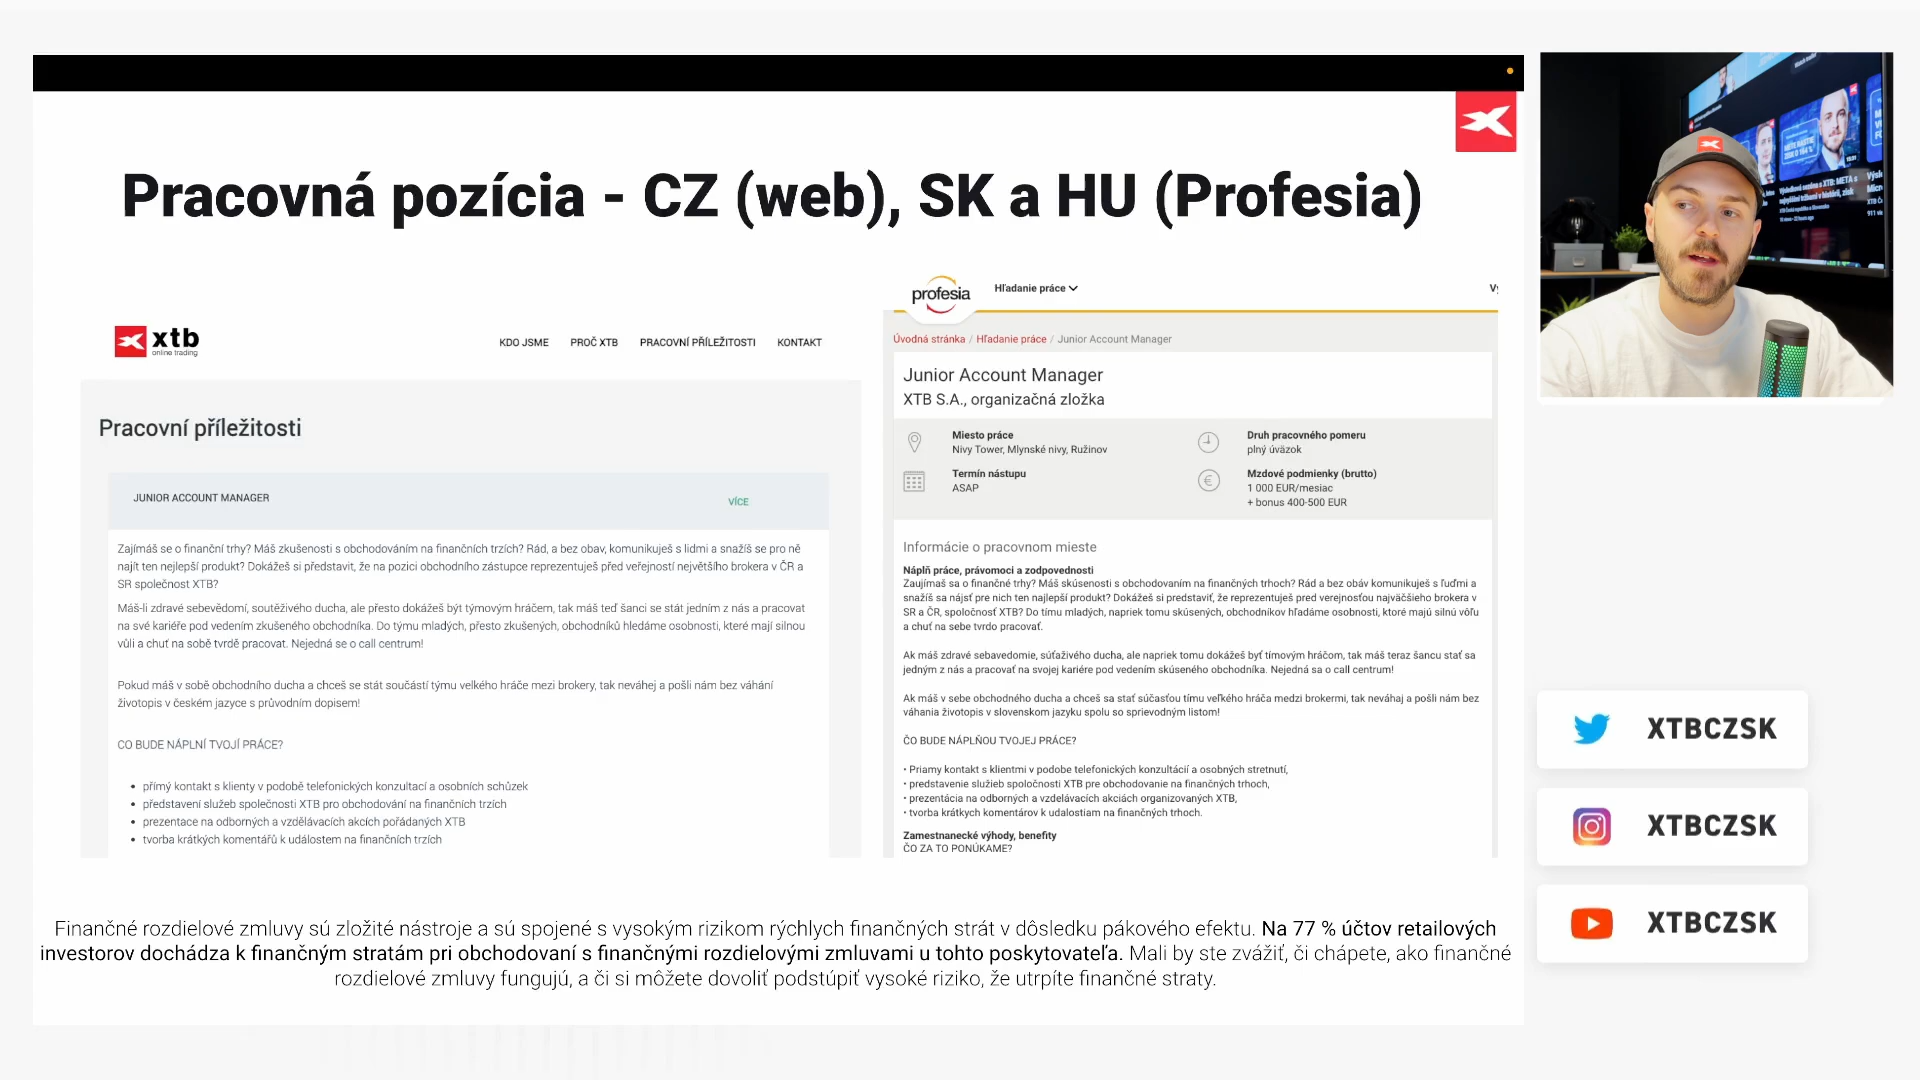 Pracovná pozícia - CZ (web), SK a HU (Profesia)
xtb
online trading
KDO JSME
PROČ XTB
PRACOVNÍ PŘÍLEŽITOSTI
KONTAKT
Pracovní příležitosti
JUNIOR ACCOUNT MANAGER
VÍCE
Zajímáš se o finanční trhy? Máš zkušenosti s obchodováním na finančních trzích? Rád, a bez obav, komunikuješ s lidmi a snažíš se pro ně
najít ten nejlepší produkt? Dokážeš si představit, že na pozici obchodního zástupce reprezentuješ před veřejností největšího brokera v ČR a
SR společnost XTB?
Máš-li zdravé sebevědomí, soutěživého ducha, ale přesto dokážeš být týmovým hráčem, tak máš teď šanci se stát jedním z nás a pracovat
na své kariéře pod vedením zkušeného obchodníka. Do týmu mladých, přesto zkušených, obchodníků hledáme osobnosti, které mají silnou
vůli a chuť na sobě tvrdě pracovat. Nejedná se o call centrum!
Pokud máš v sobě obchodního ducha a chceš se stát součástí týmu velkého hráče mezi brokery, tak neváhej a pošli nám bez váhání
životopis v českém jazyce s průvodním dopisem!
CO BUDE NÁPLNÍ TVOJÍ PRÁCE?
• přímý kontakt s klienty v podobě telefonických konzultací a osobních schůzek
• představení služeb společnosti XTB pro obchodování na finančních trzích
• prezentace na odborných a vzdělávacích akcích pořádaných XTB
• tvorba krátkých komentářů k událostem na finančních trzích
profesia
Hľadanie práce
Úvodná stránka / Hľadanie práce / Junior Account Manager
Junior Account Manager
XTB S.A., organizačná zložka
Miesto práce
Nivy Tower, Mlynské nivy, Ružinov
Druh pracovného pomeru
plný úväzok
Termín nástupu
ASAP
Mzdové podmienky (brutto)
1 000 EUR/mesiac
+ bonus 400-500 EUR
Informácie o pracovnom mieste
Náplň práce, právomoci a zodpovednosti
Zaujímaš sa o finančné trhy? Máš skúsenosti s obchodovaním na finančných trhoch? Rád a bez obáv komunikuješ s ľuďmi a
snažíš sa nájsť pre nich ten najlepší produkt? Dokážeš si predstaviť, že reprezentuješ pred verejnosťou najväčšieho brokera v
SR a ČR, spoločnosť XTB? Do tímu mladých, napriek tomu skúsených, obchodníkov hľadáme osobnosti, ktoré majú silnú vôľu
a chuť na sebe tvrdo pracovať.
Ak máš zdravé sebavedomie, súťaživého ducha, ale napriek tomu dokážeš byť tímovým hráčom, tak máš teraz šancu stať sa
jedným z nás a pracovať na svojej kariére pod vedením skúseného obchodníka. Nejedná sa o call centrum!
Ak máš v sebe obchodného ducha a chceš sa stať súčasťou tímu veľkého hráča medzi brokermi, tak neváhaj a pošli nám bez
váhania životopis v slovenskom jazyku spolu so sprievodným listom!
ČO BUDE NÁPLŇOU TVOJEJ PRÁCE?
• Priamy kontakt s klientmi v podobe telefonických konzultácií a osobných stretnutí,
• predstavenie služieb spoločnosti XTB pre obchodovanie na finančných trhoch,
• prezentácia na odborných a vzdelávacích akciách organizovaných XTB,
• tvorba krátkych komentárov k udalostiam na finančných trhoch.
Zamestnanecké výhody, benefity
ČO ZA TO PONÚKAME?
Finančné rozdielové zmluvy sú zložité nástroje a sú spojené s vysokým rizikom rýchlych finančných strát v dôsledku pákového efektu. Na 77 % účtov retailových
investorov dochádza k finančným stratám pri obchodovaní s finančnými rozdielovými zmluvami u tohto poskytovateľa. Mali by ste zvážiť, či chápete, ako finančné
rozdielové zmluvy fungujú, a či si môžete dovoliť podstúpiť vysoké riziko, že utrpíte finančné straty.
XTBCZSK
XTBCZSK
XTBCZSK